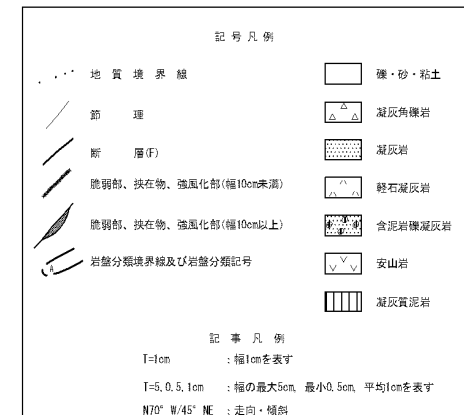 記号凡例
地質境界線
礫・砂・粘土
節理
凝灰角礫岩
断層(F)
凝灰岩
脆弱部、挟在物、強風化部(幅10cm未満)
軽石凝灰岩
脆弱部、挟在物、強風化部(幅10cm以上)
含泥岩礫凝灰岩
A
岩盤分類境界線及び岩盤分類記号
安山岩
凝灰質泥岩
記事凡例
T=1cm :幅1cmを表す
T=5,0.5,1cm :幅の最大5cm, 最小0.5cm, 平均1cmを表す
N70°W/45°NE :走向・傾斜